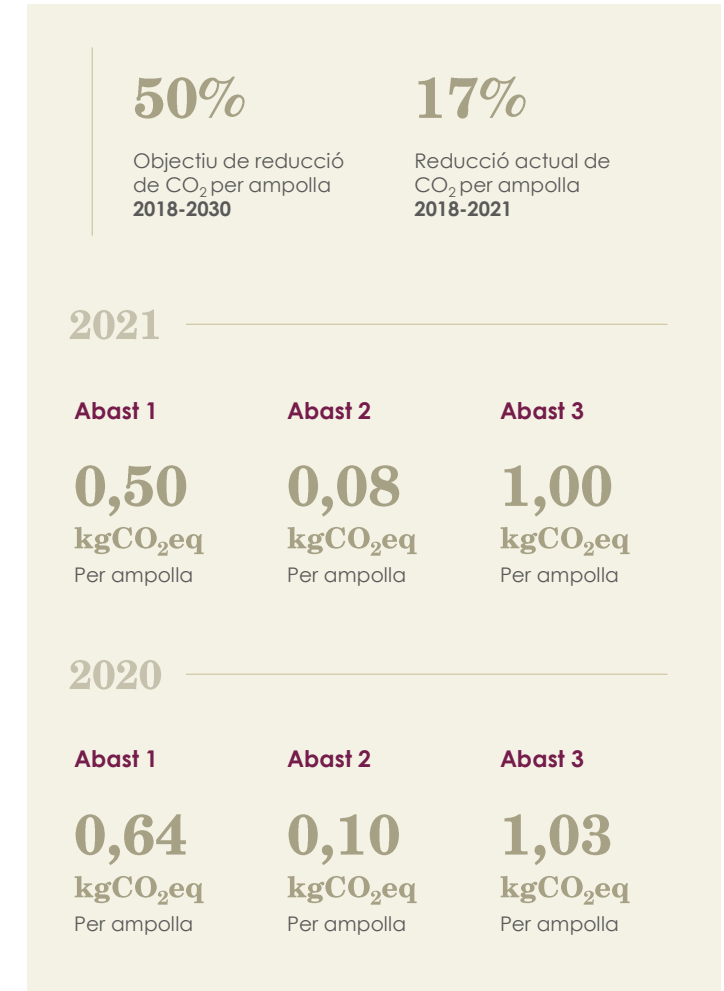 50%
17%
Objectiu de reducció
de CO₂ per ampolla
2018-2030
Reducció actual de
CO₂ per ampolla
2018-2021
2021
Abast 1
Abast 2
Abast 3
0,50
0,08
1,00
kgCO₂eq
kgCO₂eq
kgCO₂eq
Per ampolla
Per ampolla
Per ampolla
2020
Abast 1
Abast 2
Abast 3
0,64
0,10
1,03
kgCO₂eq
kgCO₂eq
kgCO₂eq
Per ampolla
Per ampolla
Per ampolla